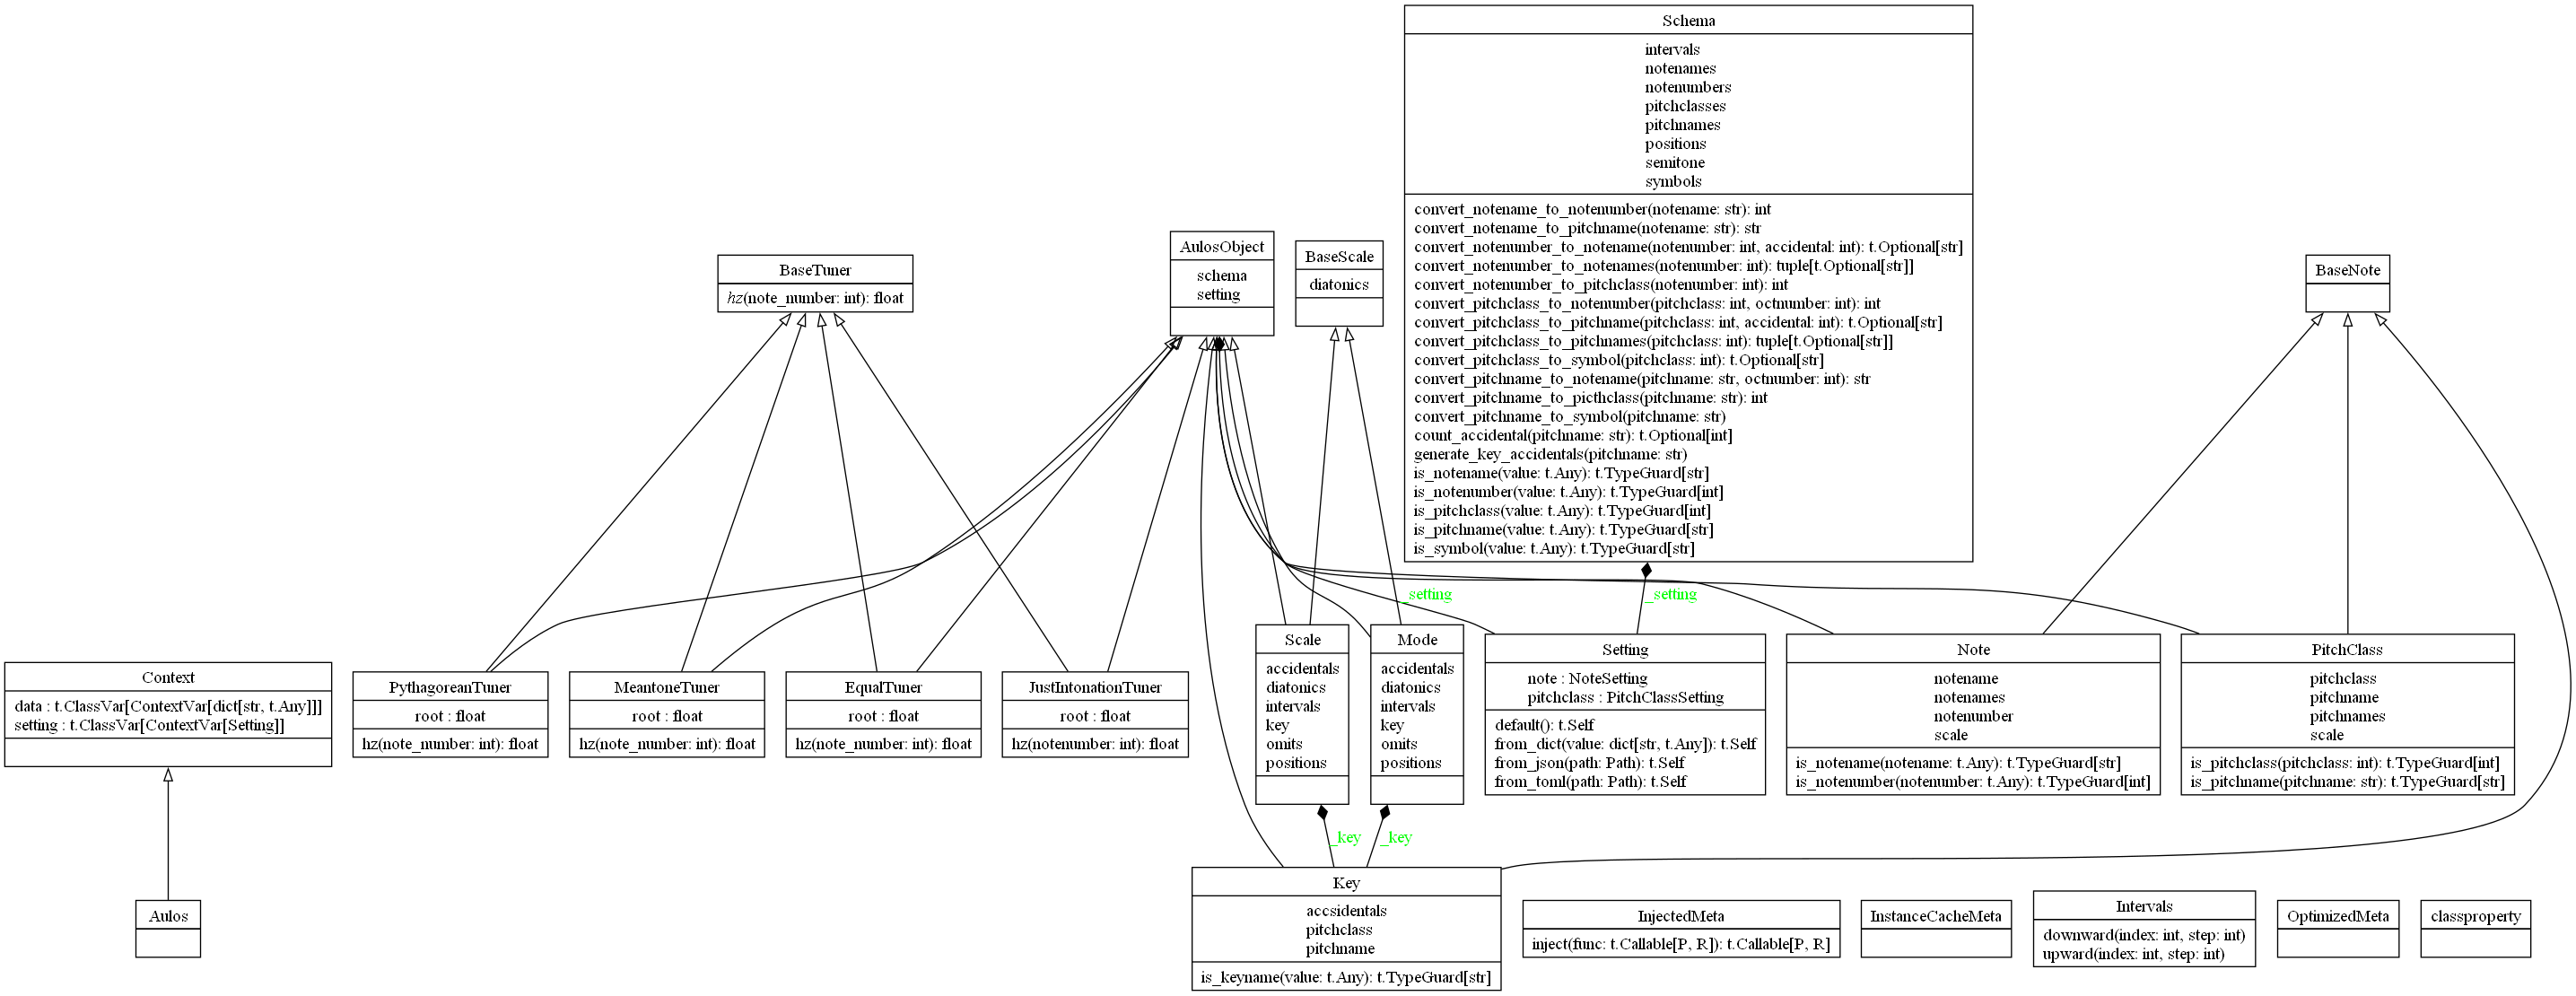 Schema
intervals
notenames
notenumbers
pitchclasses
pitchnames
positions
semitone
symbols
convert_notename_to_notenumber(notename: str): int
convert_notename_to_pitchname(notename: str): str
convert_notenumber_to_notename(notenumber: int, accidental: int): t.Optional[str]
convert_notenumber_to_notenames(notenumber: int): tuple[t.Optional[str]]
convert_notenumber_to_pitchclass(notenumber: int): int
convert_pitchclass_to_notenumber(pitchclass: int, octnumber: int): int
convert_pitchclass_to_pitchname(pitchclass: int, accidental: int): t.Optional[str]
convert_pitchclass_to_pitchnames(pitchclass: int): tuple[t.Optional[str]]
convert_pitchclass_to_symbol(pitchclass: int): t.Optional[str]
convert_pitchname_to_notename(pitchname: str, octnumber: int): str
convert_pitchname_to_picthclass(pitchname: str): int
convert_pitchname_to_symbol(pitchname: str)
count_accidental(pitchname: str): t.Optional[int]
generate_key_accidentals(pitchname: str)
is_notename(value: t.Any): t.TypeGuard[str]
is_notenumber(value: t.Any): t.TypeGuard[int]
is_pitchclass(value: t.Any): t.TypeGuard[int]
is_pitchname(value: t.Any): t.TypeGuard[str]
is_symbol(value: t.Any): t.TypeGuard[str]
BaseTuner
hz(note_number: int): float
AulosObject
schema
setting
BaseScale
diatonics
BaseNote
_setting
_setting
Context
data : t.ClassVar[ContextVar[dict[str, t.Any]]]
setting : t.ClassVar[ContextVar[Setting]]
PythagoreanTuner
root : float
hz(note_number: int): float
MeantoneTuner
root : float
hz(note_number: int): float
EqualTuner
root : float
hz(note_number: int): float
JustIntonationTuner
root : float
hz(notenumber: int): float
Scale
accidentals
diatonics
intervals
key
omits
positions
Mode
accidentals
diatonics
intervals
key
omits
positions
Setting
note : NoteSetting
pitchclass : PitchClassSetting
default(): t.Self
from_dict(value: dict[str, t.Any]): t.Self
from_json(path: Path): t.Self
from_toml(path: Path): t.Self
Note
notename
notenames
notenumber
scale
is_notename(notename: t.Any): t.TypeGuard[str]
is_notenumber(notenumber: t.Any): t.TypeGuard[int]
PitchClass
pitchclass
pitchname
pitchnames
scale
is_pitchclass(pitchclass: int): t.TypeGuard[int]
is_pitchname(pitchname: str): t.TypeGuard[str]
_key
_key
Aulos
Key
accsidentals
pitchclass
pitchname
is_keyname(value: t.Any): t.TypeGuard[str]
InjectedMeta
inject(func: t.Callable[P, R]): t.Callable[P, R]
InstanceCacheMeta
Intervals
downward(index: int, step: int)
upward(index: int, step: int)
OptimizedMeta
classproperty